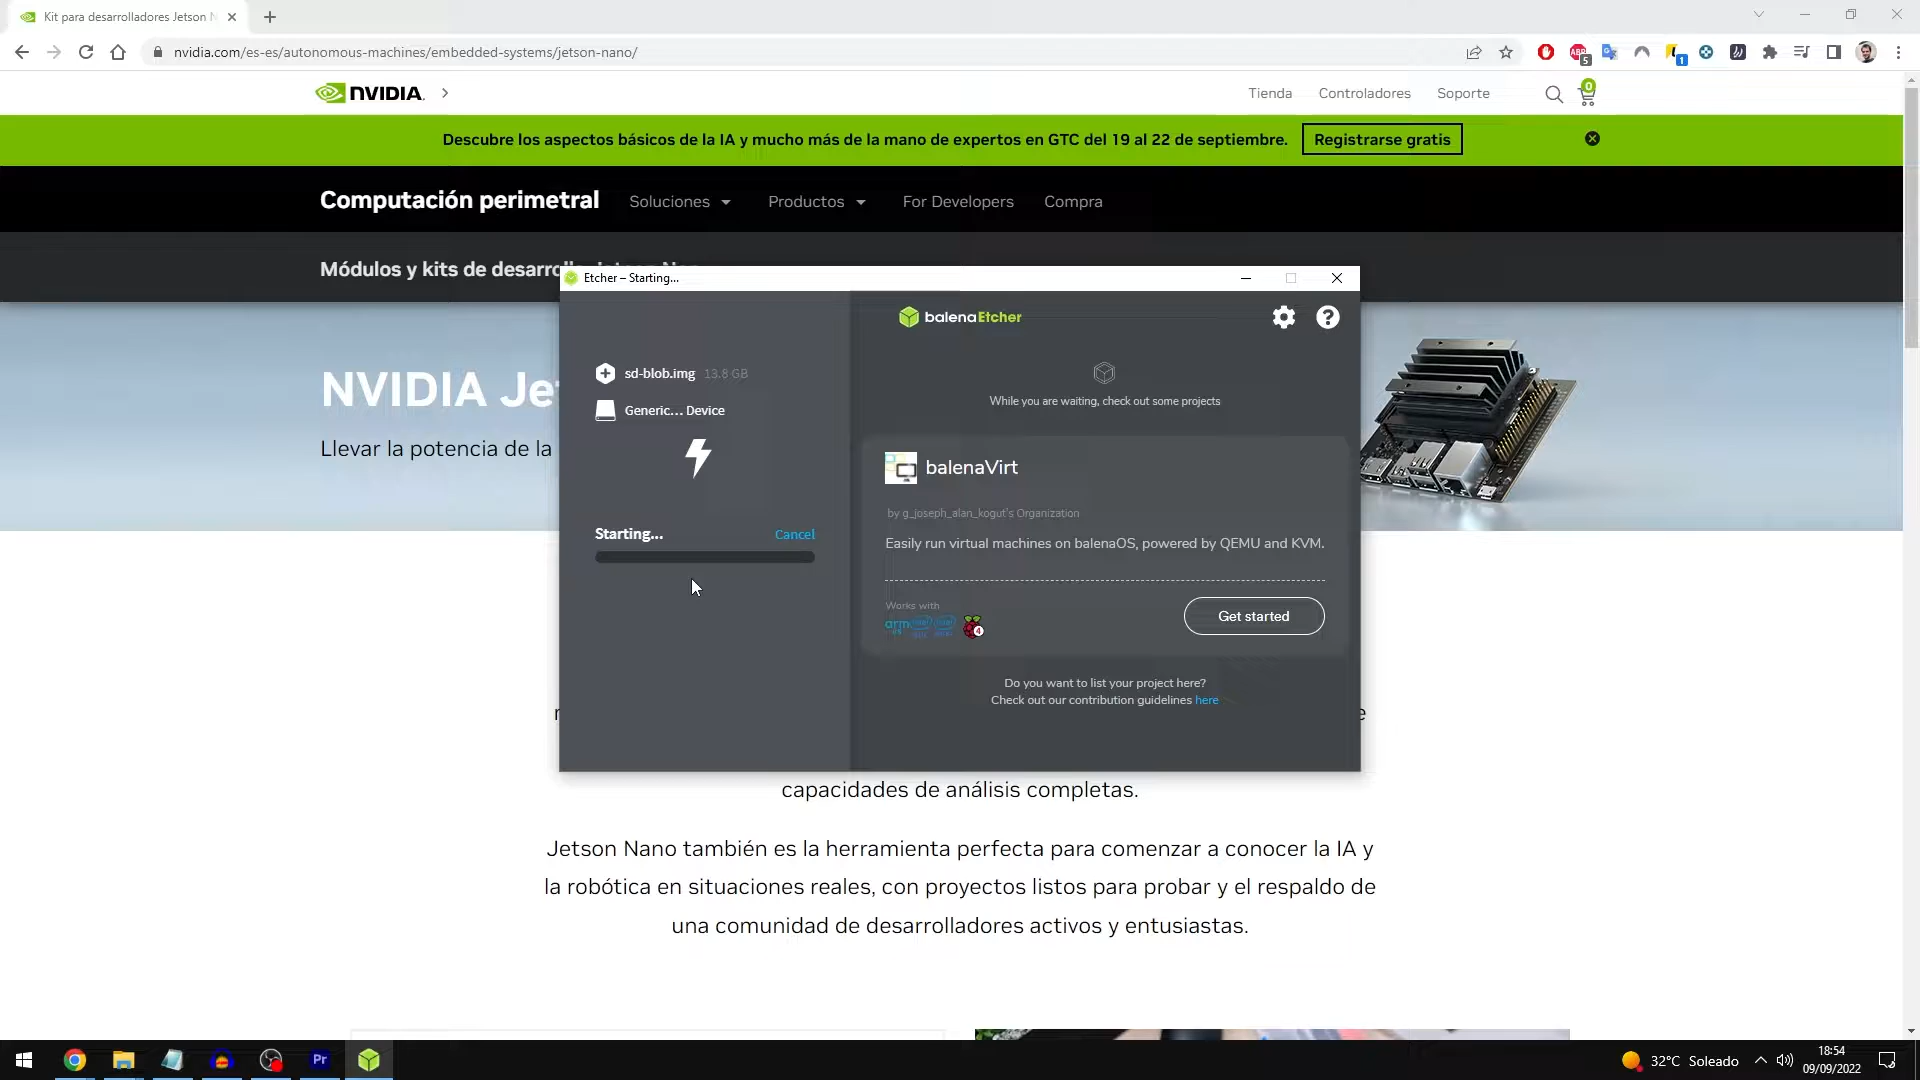 Kit para desarrolladores Jetson N
nvidia.com/es-es/autonomous-machines/embedded-systems/jetson-nano/
ABP
5
1
NVIDIA.
Tienda
Controladores
Soporte
0
Descubre los aspectos básicos de la IA y mucho más de la mano de expertos en GTC del 19 al 22 de septiembre.
Registrarse gratis
Computación perimetral
Soluciones
Productos
For Developers
Compra
Módulos y kits de desarro
Etcher – Starting...
balenaEtcher
sd-blob.img 13.8 GB
Generic... Device
While you are waiting, check out some projects
NVIDIA Je
Llevar la potencia de la
balenaVirt
by g_joseph_alan_kogut's Organization
Starting...
Cancel
Easily run virtual machines on balenaOS, powered by QEMU and KVM.
Works with
arm
4
Get started
Do you want to list your project here?
Check out our contribution guidelines here
capacidades de análisis completas.
Jetson Nano también es la herramienta perfecta para comenzar a conocer la IA y
la robótica en situaciones reales, con proyectos listos para probar y el respaldo de
una comunidad de desarrolladores activos y entusiastas.
Pr
32°C Soleado
18:54
09/09/2022